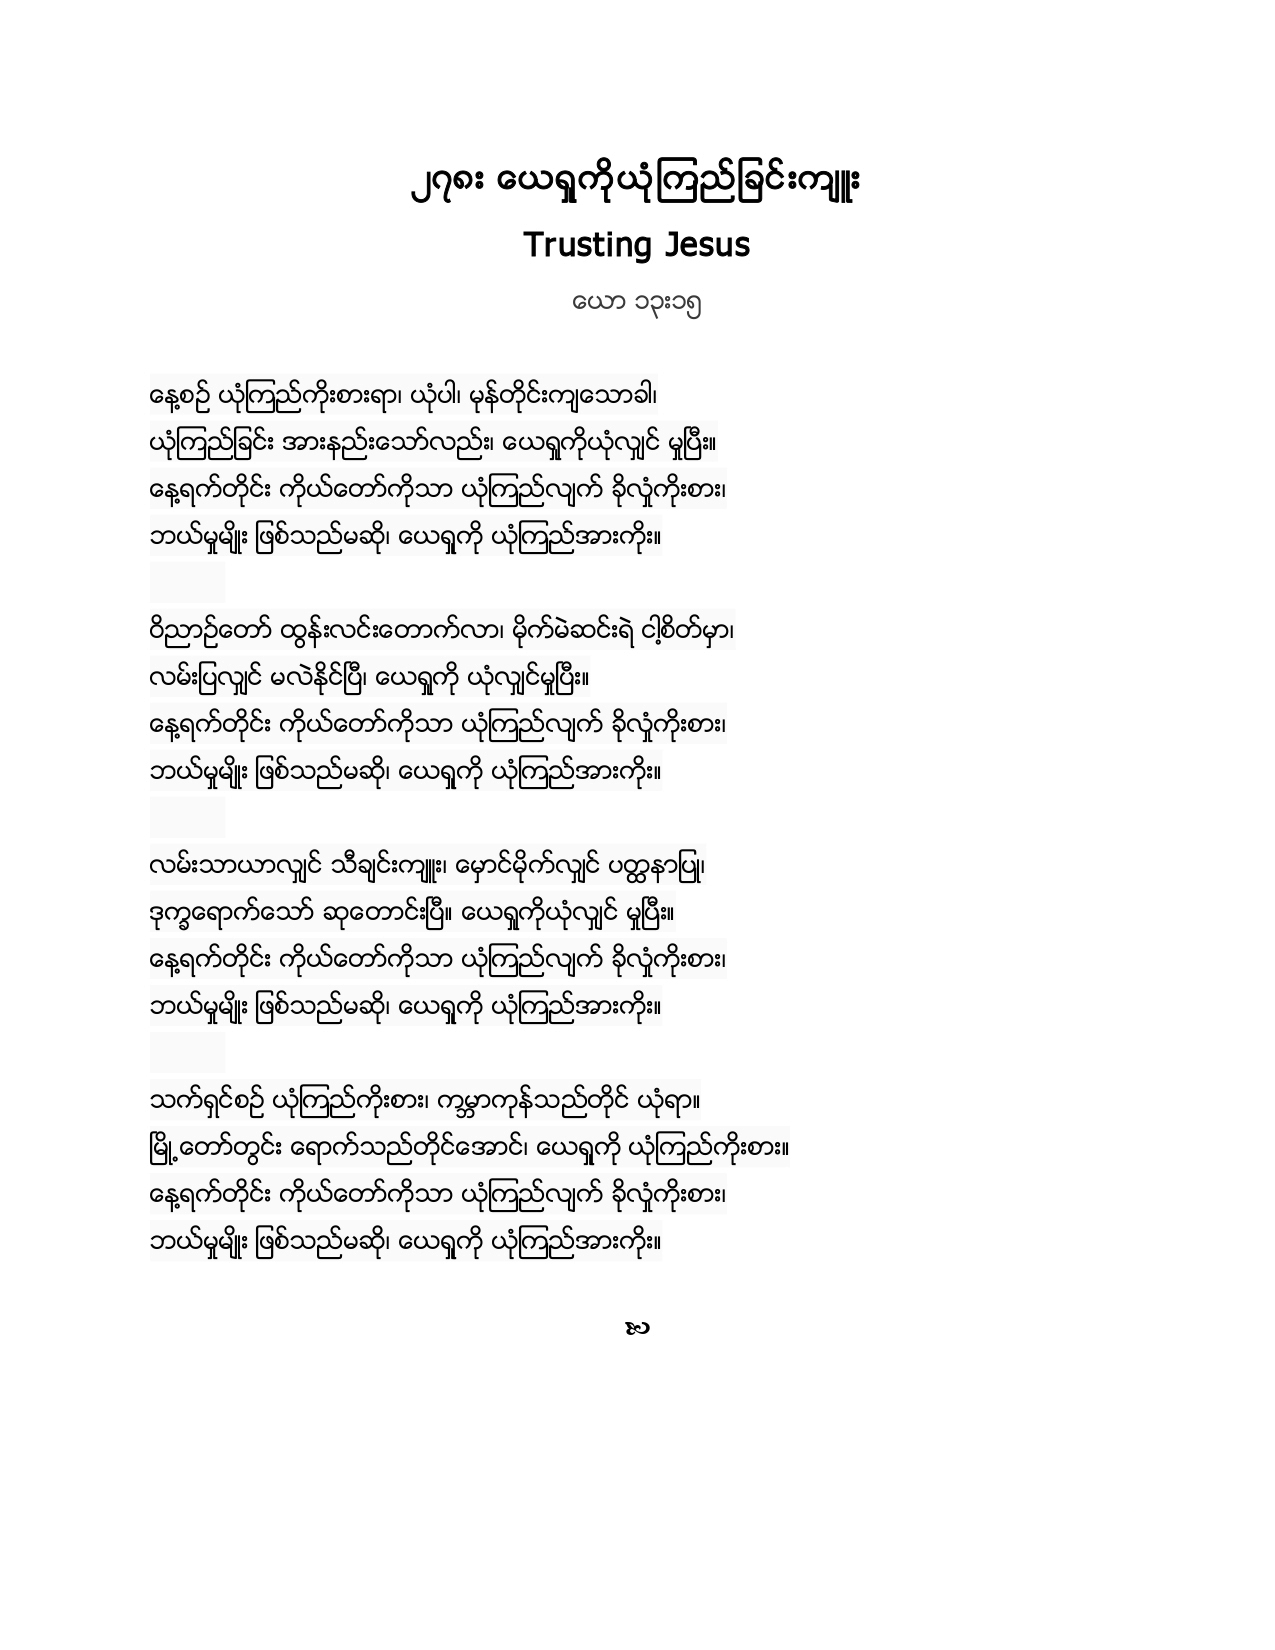 ၂၇၈း ယေရှုကိုယုံကြည်ခြင်းကျူး
Trusting Jesus
ယော ၁၃း၁၅
နေ့စဉ် ယုံကြည်ကိုးစားရာ၊ ယုံပါ၊ မုန်တိုင်းကျသောခါ၊
ယုံကြည်ခြင်း အားနည်းသော်လည်း၊ ယေရှုကိုယုံလျှင် မှုပြီး။
နေ့ရက်တိုင်း ကိုယ်တော်ကိုသာ ယုံကြည်လျက် ခိုလှုံကိုးစား၊
ဘယ်မှုမျိုး ဖြစ်သည်မဆို၊ ယေရှုကို ယုံကြည်အားကိုး။
ဝိညာဉ်တော် ထွန်းလင်းတောက်လာ၊ မိုက်မဲဆင်းရဲ ငါ့စိတ်မှာ၊
လမ်းပြလျှင် မလဲနိုင်ပြီ၊ ယေရှုကို ယုံလျှင်မှုပြီး။
နေ့ရက်တိုင်း ကိုယ်တော်ကိုသာ ယုံကြည်လျက် ခိုလှုံကိုးစား၊
ဘယ်မှုမျိုး ဖြစ်သည်မဆို၊ ယေရှုကို ယုံကြည်အားကိုး။
လမ်းသာယာလျှင် သီချင်းကျူး၊ မှောင်မိုက်လျှင် ပတ္ထနာပြု၊
ဒုက္ခရောက်သော် ဆုတောင်းပြီ။ ယေရှုကိုယုံလျှင် မှုပြီး။
နေ့ရက်တိုင်း ကိုယ်တော်ကိုသာ ယုံကြည်လျက် ခိုလှုံကိုးစား၊
ဘယ်မှုမျိုး ဖြစ်သည်မဆို၊ ယေရှုကို ယုံကြည်အားကိုး။
သက်ရှင်စဉ် ယုံကြည်ကိုးစား၊ ကမ္ဘာကုန်သည်တိုင် ယုံရာ။
မြို့တော်တွင်း ရောက်သည်တိုင်အောင်၊ ယေရှုကို ယုံကြည်ကိုးစား။
နေ့ရက်တိုင်း ကိုယ်တော်ကိုသာ ယုံကြည်လျက် ခိုလှုံကိုးစား၊
ဘယ်မှုမျိုး ဖြစ်သည်မဆို၊ ယေရှုကို ယုံကြည်အားကိုး။